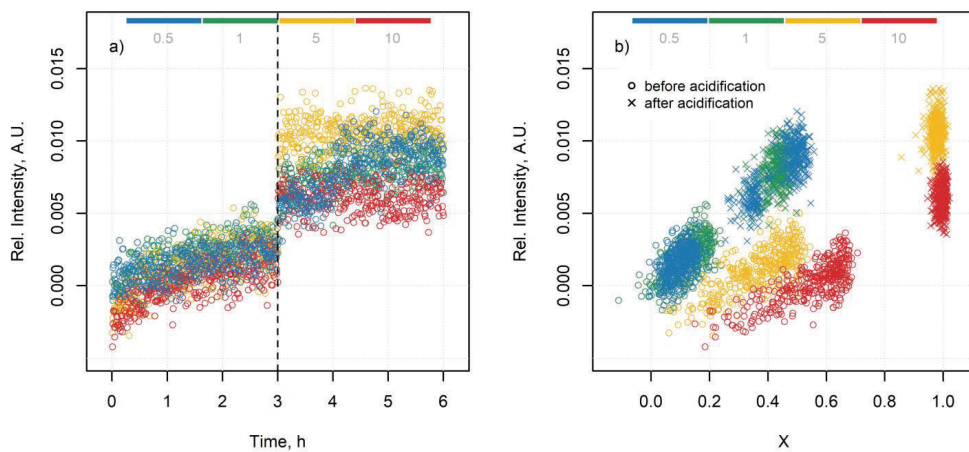 a)
0.5 1 5 10
0.015
0.010
0.005
0.000
Rel. Intensity, A.U.
0 1 2 3 4 5 6
Time, h
b)
0.5 1 5 10
before acidification
after acidification
0.015
0.010
0.005
0.000
Rel. Intensity, A.U.
0.0 0.2 0.4 0.6 0.8 1.0
X